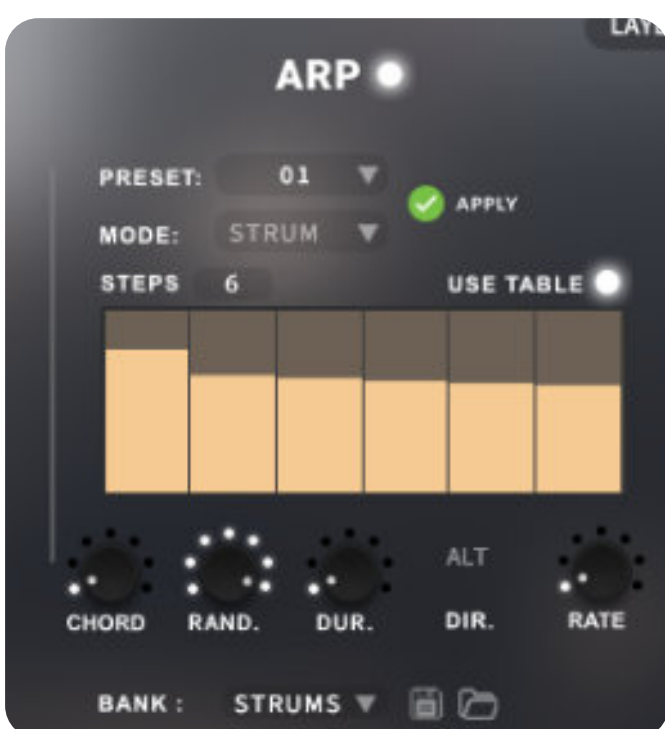 ARP
PRESET: 01
APPLY
MODE: STRUM
STEPS 6 USE TABLE
ALT
CHORD RAND. DUR. DIR. RATE
BANK : STRUMS